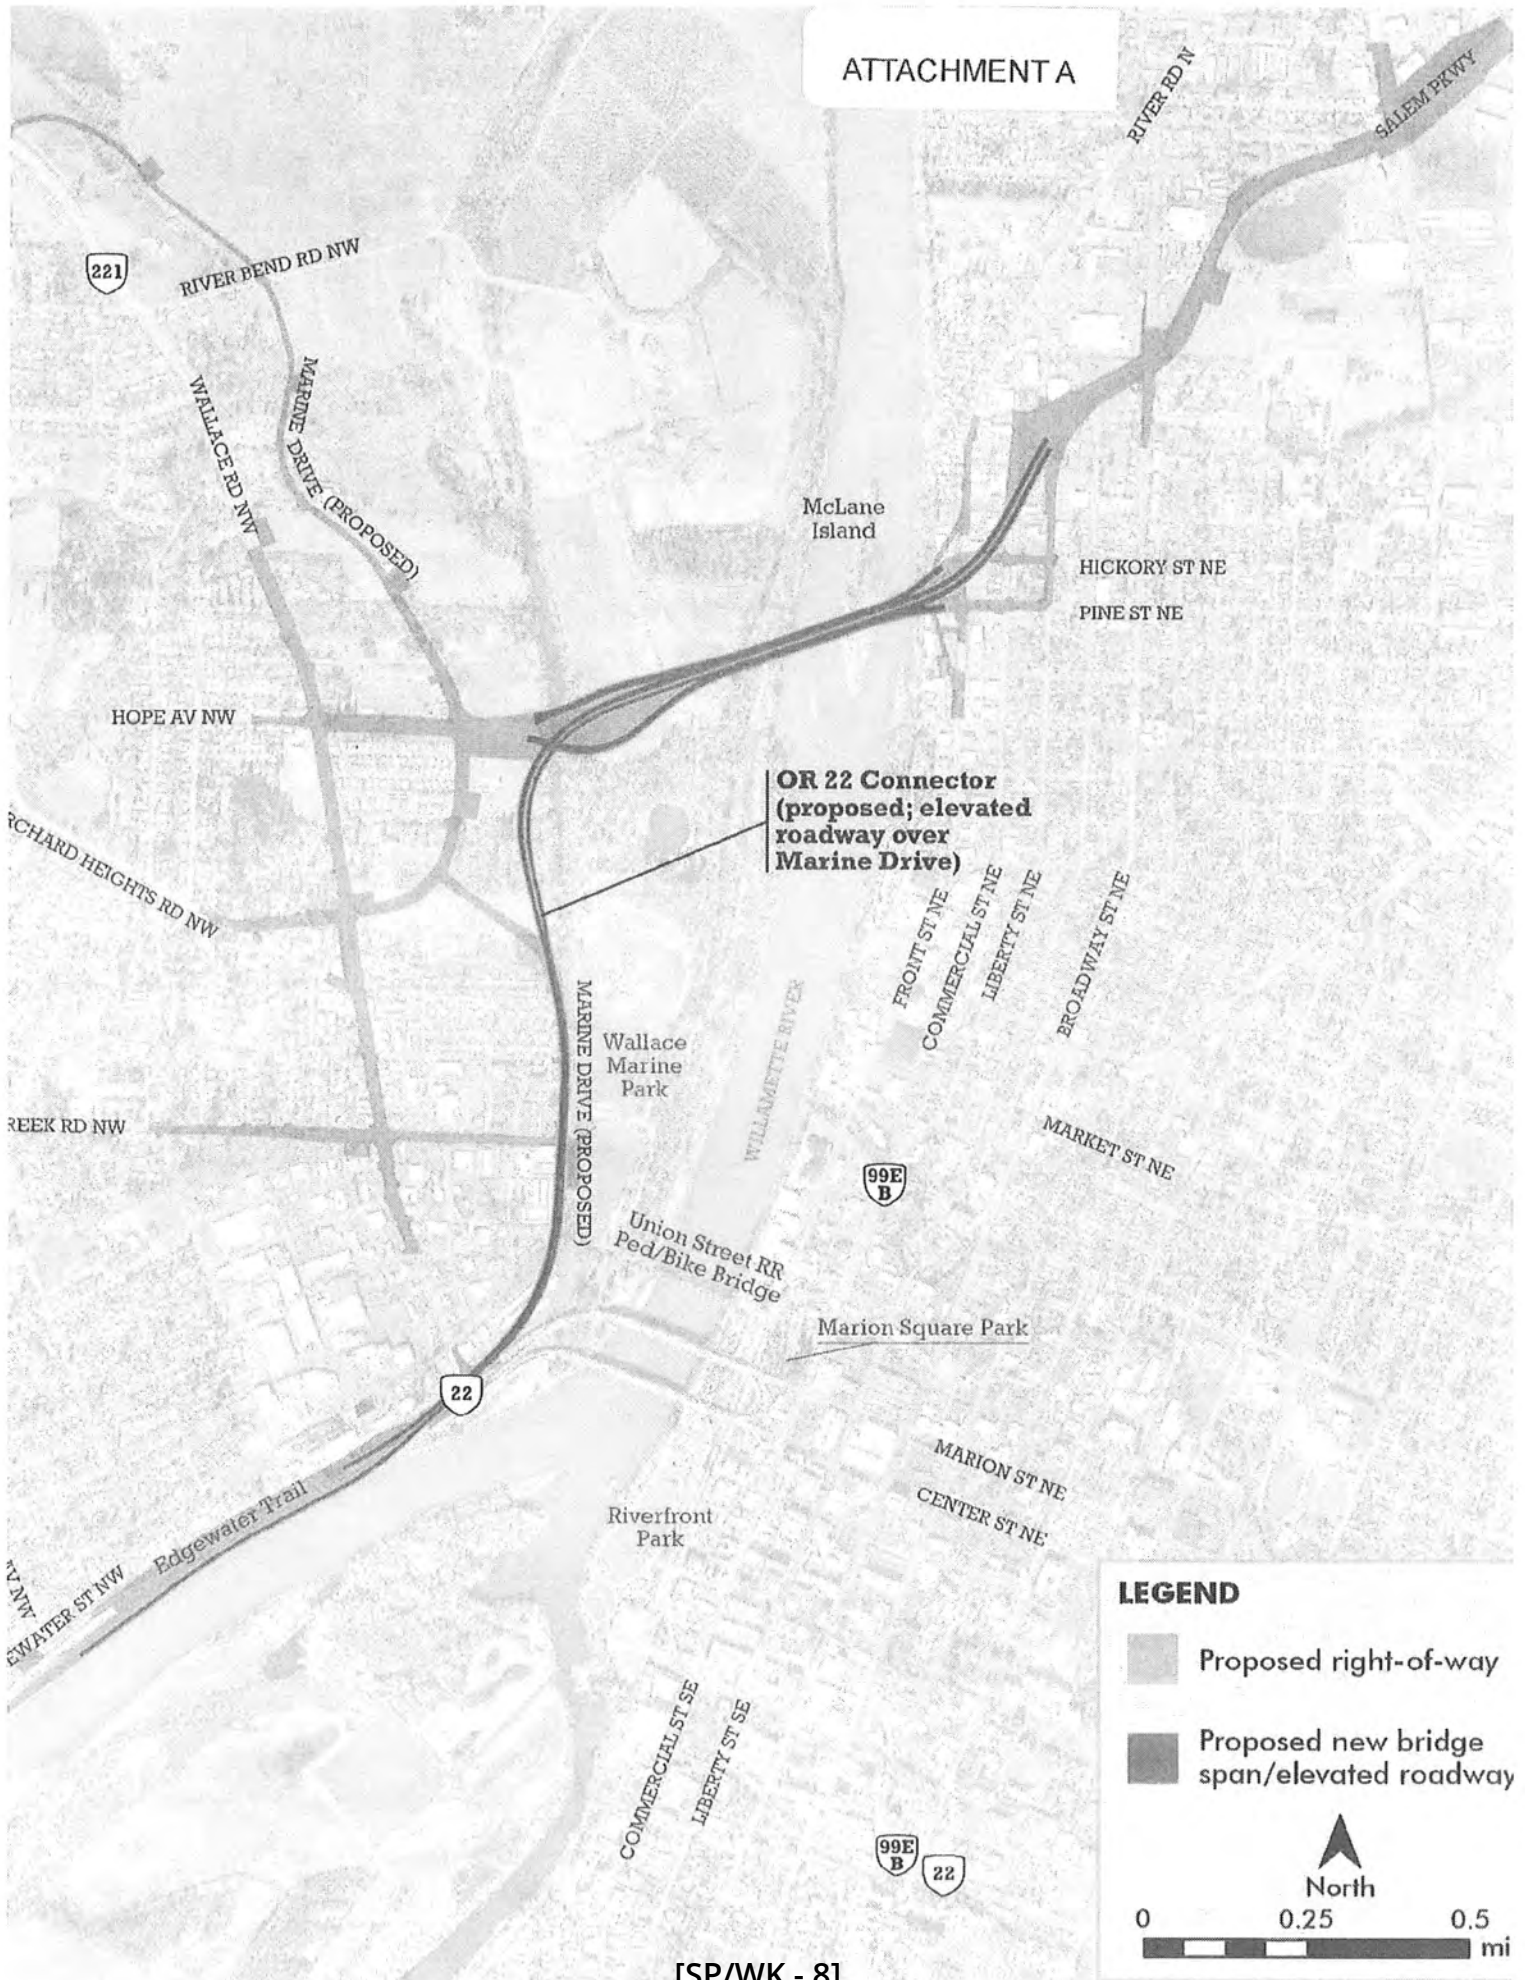 ATTACHMENT A
RIVER RD N
SALEM PKWY
221
RIVER BEND RD NW
MARINE DRIVE (PROPOSED)
WALLACE RD NW
McLane
Island
HICKORY ST NE
PINE ST NE
HOPE AV NW
OR 22 Connector
(proposed; elevated
roadway over
Marine Drive)
RCHARD HEIGHTS RD NW
FRONT ST NE
COMMERCIAL ST NE
LIBERTY ST NE
BROADWAY ST NE
MARINE DRIVE (PROPOSED)
Wallace
Marine
Park
WILLAMETTE RIVER
REEK RD NW
MARKET ST NE
99E
B
Union Street RR
Ped/Bike Bridge
Marion Square Park
22
MARION ST NE
CENTER ST NE
Edgewater Trail
Riverfront
Park
AV NW
EWATER ST NW
COMMERCIAL ST SE
LIBERTY ST SE
99E
B
22
LEGEND
Proposed right-of-way
Proposed new bridge
span/elevated roadway
North
0 0.25 0.5
mi
[SP/WK - 8]